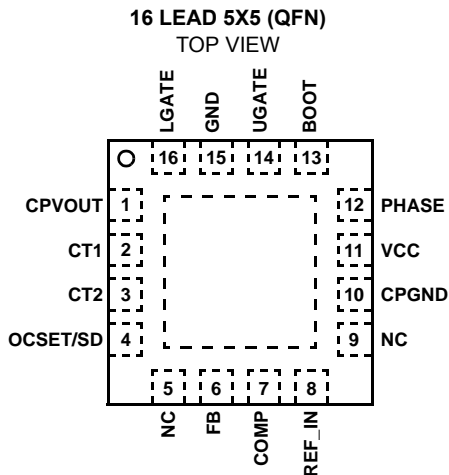 16 LEAD 5X5 (QFN)
TOP VIEW
LGATE
GND
UGATE
BOOT
16
15
14
13
CPVOUT 1
12 PHASE
CT1 2
11 VCC
CT2 3
10 CPGND
OCSET/SD 4
9 NC
5
6
7
8
NC
FB
COMP
REF_IN